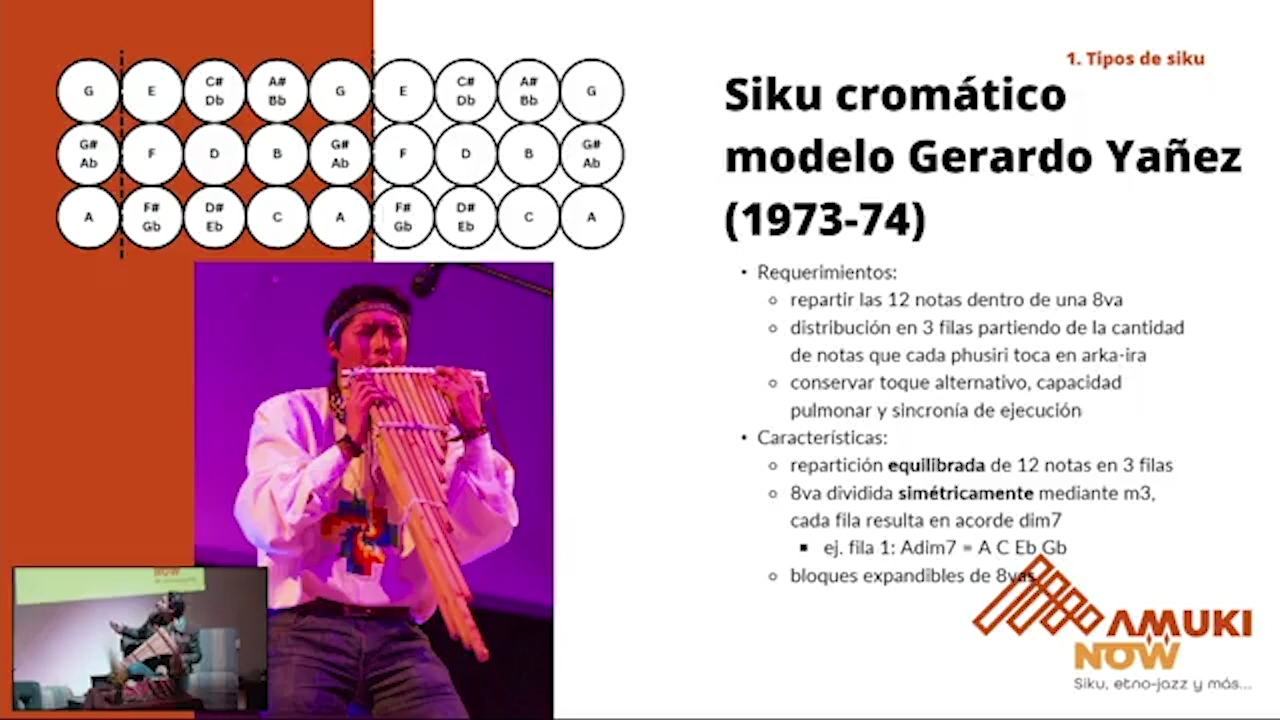 1. Tipos de siku
Siku cromático
modelo Gerardo Yañez
(1973-74)
G E C# Db A# Bb G E C# Db A# Bb G
G# Ab F D B G# Ab F D B G# Ab
A F# Gb D# Eb C A F# Gb D# Eb C A
• Requerimientos:
repartir las 12 notas dentro de una 8va
distribución en 3 filas partiendo de la cantidad
de notas que cada phusiri toca en arka-ira
conservar toque alternativo, capacidad
pulmonar y sincronía de ejecución
• Características:
repartición equilibrada de 12 notas en 3 filas
8va dividida simétricamente mediante m3,
cada fila resulta en acorde dim7
ej. fila 1: Adim7 = A C Eb Gb
bloques expandibles de 8vas
AMUKI
NOW
Siku, etno-jazz y más...
NOW